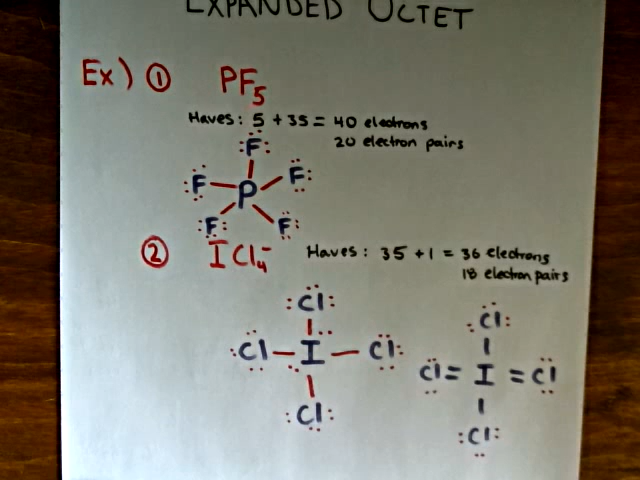 EXPANDED OCTET
Ex) ① PF5
Haves: 5 + 35 = 40 electrons
20 electron pairs
F
F F
P
F F
② ICl4-
Haves: 35 + 1 = 36 electrons
18 electron pairs
Cl
Cl – I – Cl
Cl
Cl
Cl = I = Cl
Cl